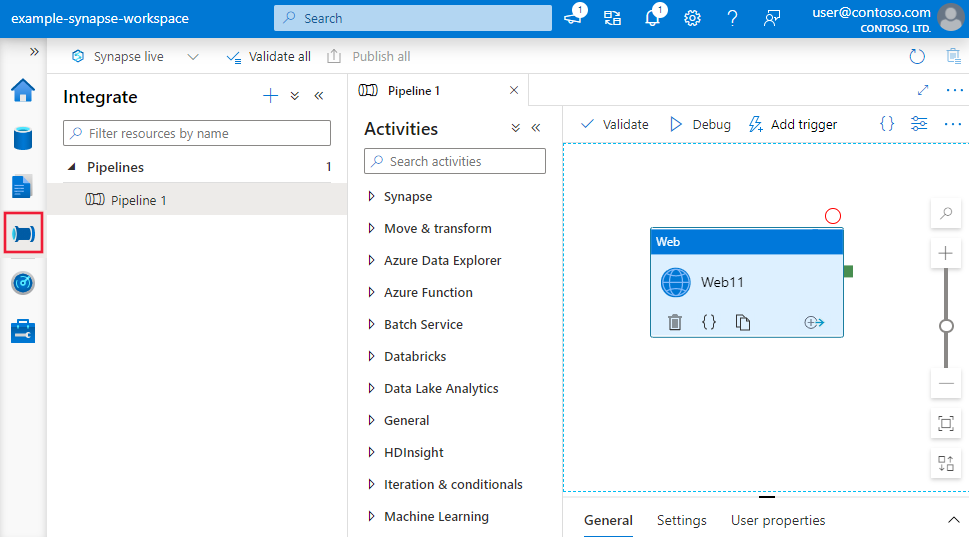 example-synapse-workspace
Search
1
1
?
user@contoso.com
CONTOSO, LTD.
Synapse live
Validate all
Publish all
Integrate
Filter resources by name
Pipelines 1
Pipeline 1
Pipeline 1
Activities
Search activities
Synapse
Move & transform
Azure Data Explorer
Azure Function
Batch Service
Databricks
Data Lake Analytics
General
HDInsight
Iteration & conditionals
Machine Learning
Validate
Debug
Add trigger
{}
Web
Web11
{}
General
Settings
User properties